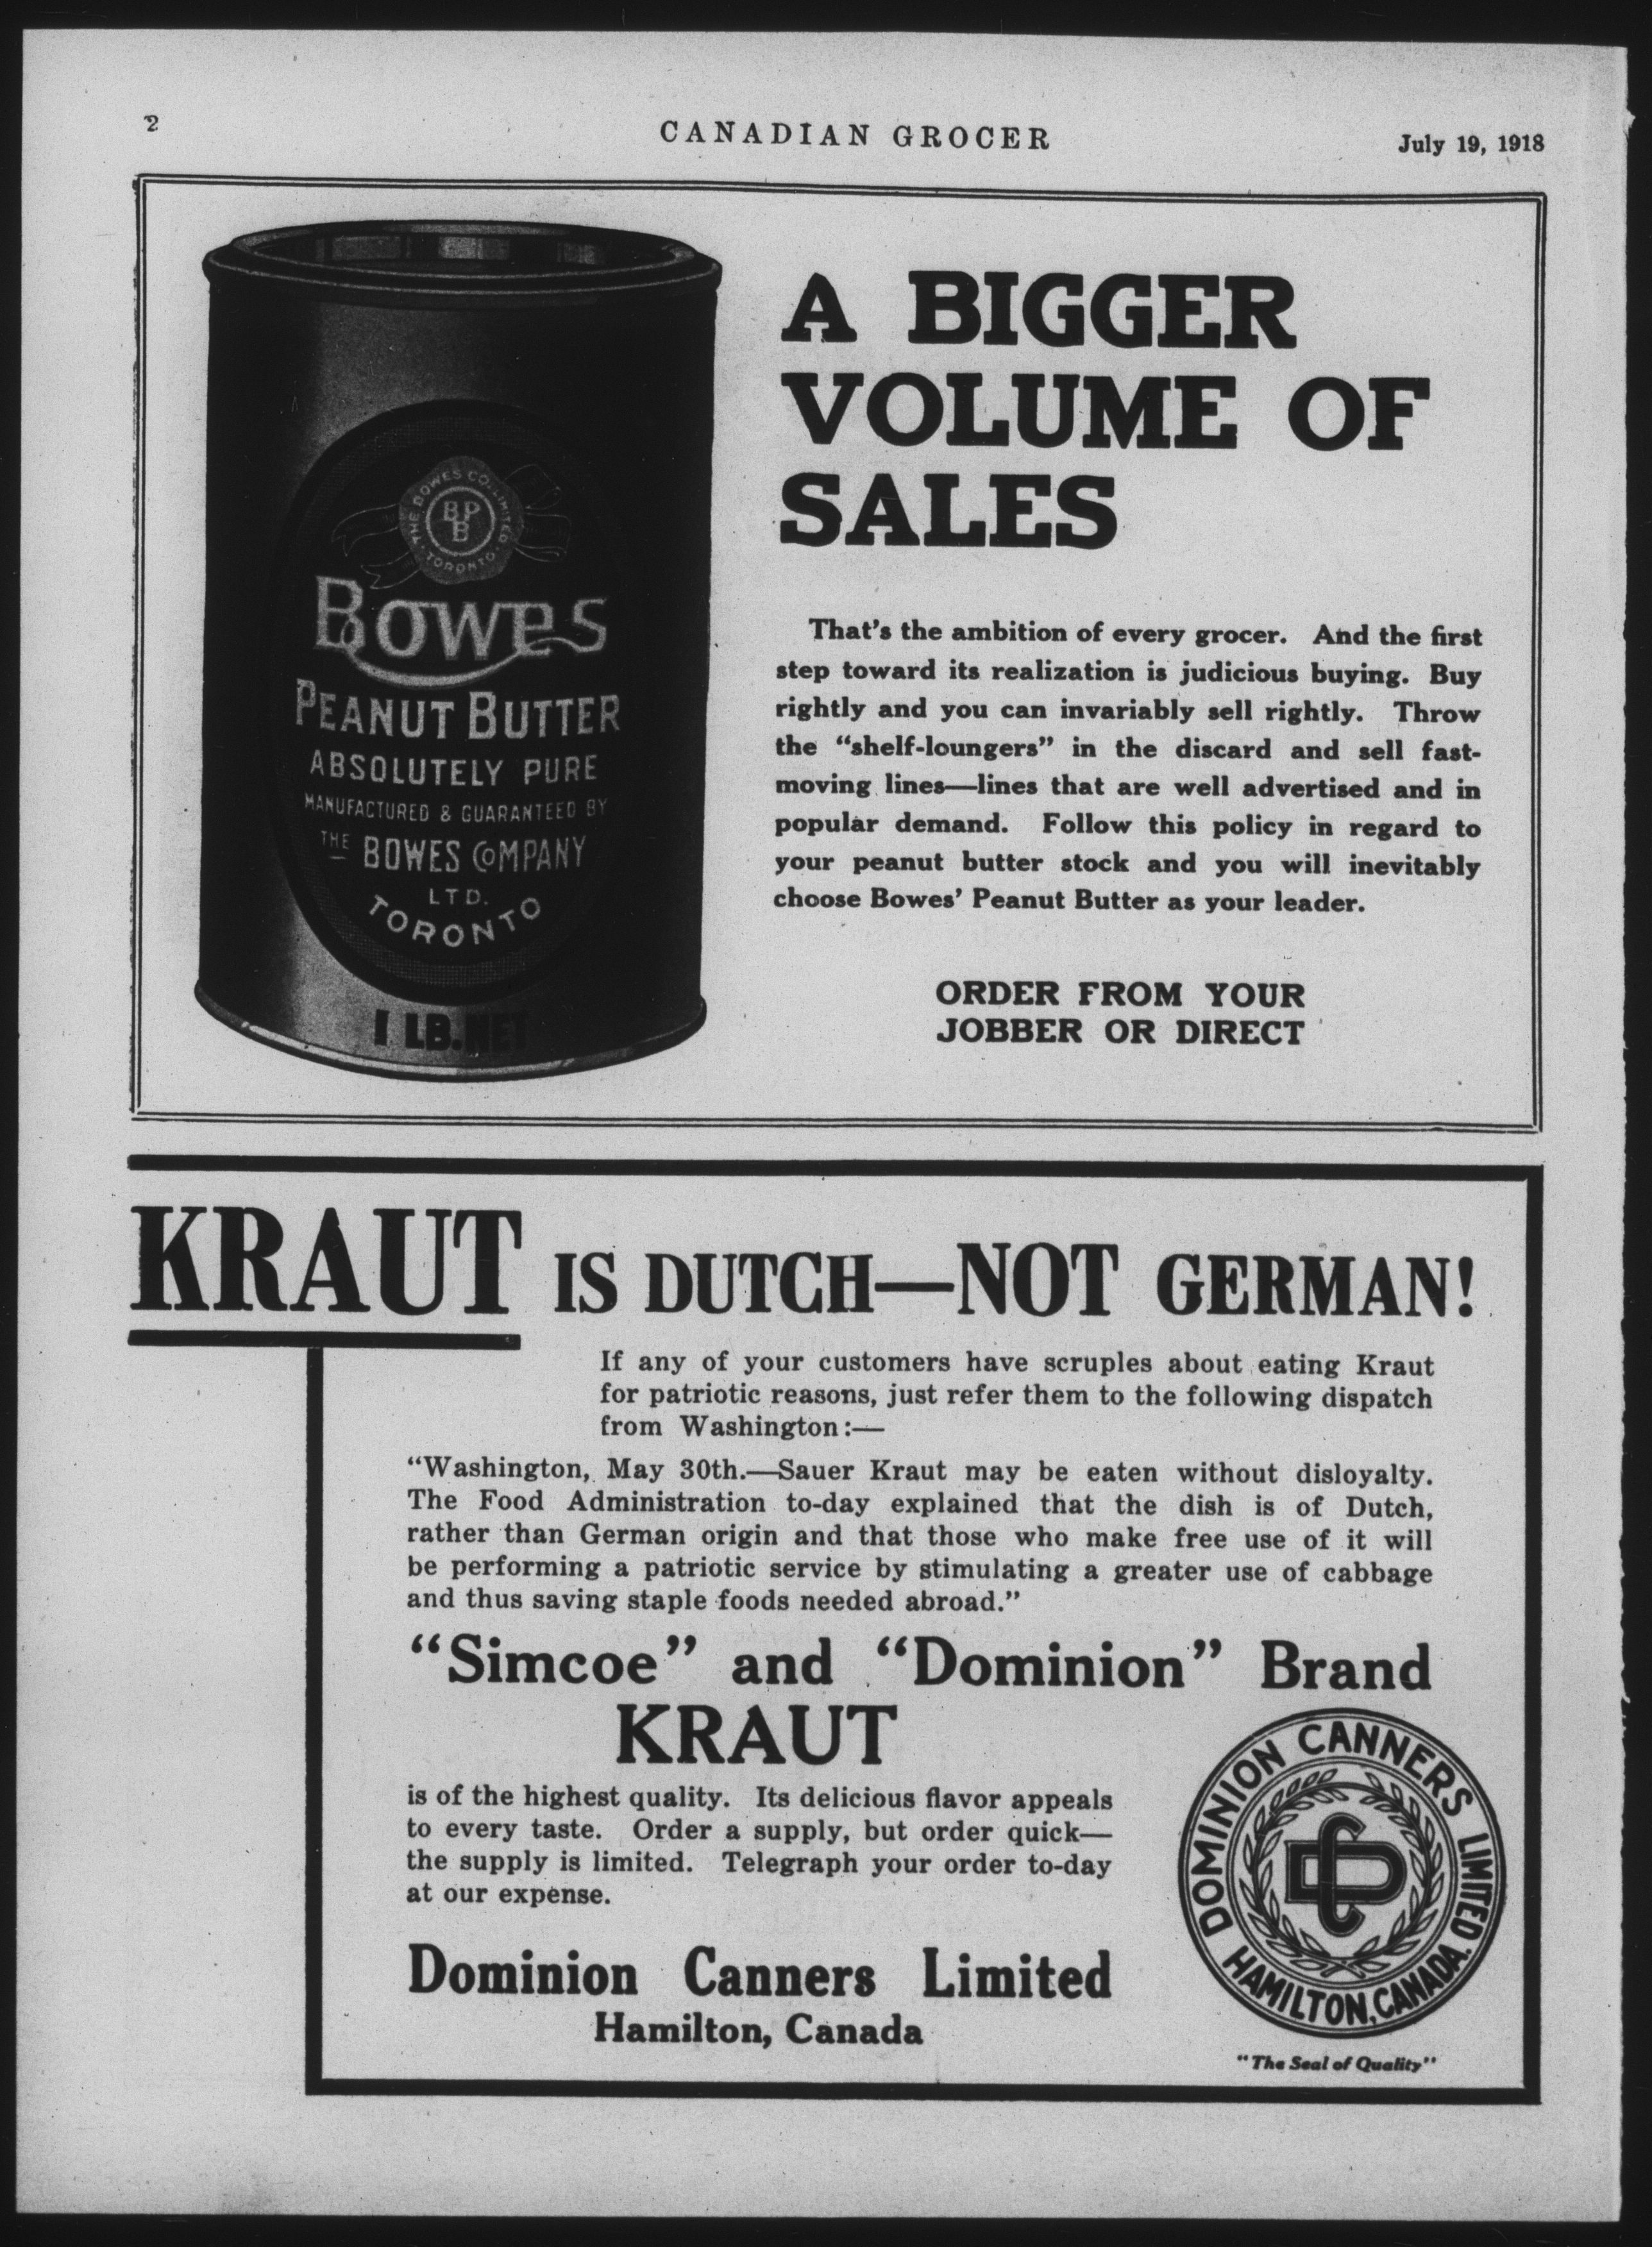 2
CANADIAN GROCER
July 19, 1918
THE BOWES CO. LIMITED
TORONTO
BP
B
Bowes
PEANUT BUTTER
ABSOLUTELY PURE
MANUFACTURED & GUARANTEED BY
THE BOWES COMPANY
LTD.
TORONTO
1 LB. NET
A BIGGER
VOLUME OF
SALES
That's the ambition of every grocer. And the first
step toward its realization is judicious buying. Buy
rightly and you can invariably sell rightly. Throw
the “shelf-loungers” in the discard and sell fast-
moving lines—lines that are well advertised and in
popular demand. Follow this policy in regard to
your peanut butter stock and you will inevitably
choose Bowes' Peanut Butter as your leader.
ORDER FROM YOUR
JOBBER OR DIRECT
KRAUT IS DUTCH—NOT GERMAN!
If any of your customers have scruples about eating Kraut
for patriotic reasons, just refer them to the following dispatch
from Washington:—
“Washington, May 30th.—Sauer Kraut may be eaten without disloyalty.
The Food Administration to-day explained that the dish is of Dutch,
rather than German origin and that those who make free use of it will
be performing a patriotic service by stimulating a greater use of cabbage
and thus saving staple foods needed abroad.”
“Simcoe” and “Dominion” Brand
KRAUT
is of the highest quality. Its delicious flavor appeals
to every taste. Order a supply, but order quick—
the supply is limited. Telegraph your order to-day
at our expense.
Dominion Canners Limited
Hamilton, Canada
DOMINION CANNERS LIMITED.
HAMILTON, CANADA.
DC
“The Seal of Quality”